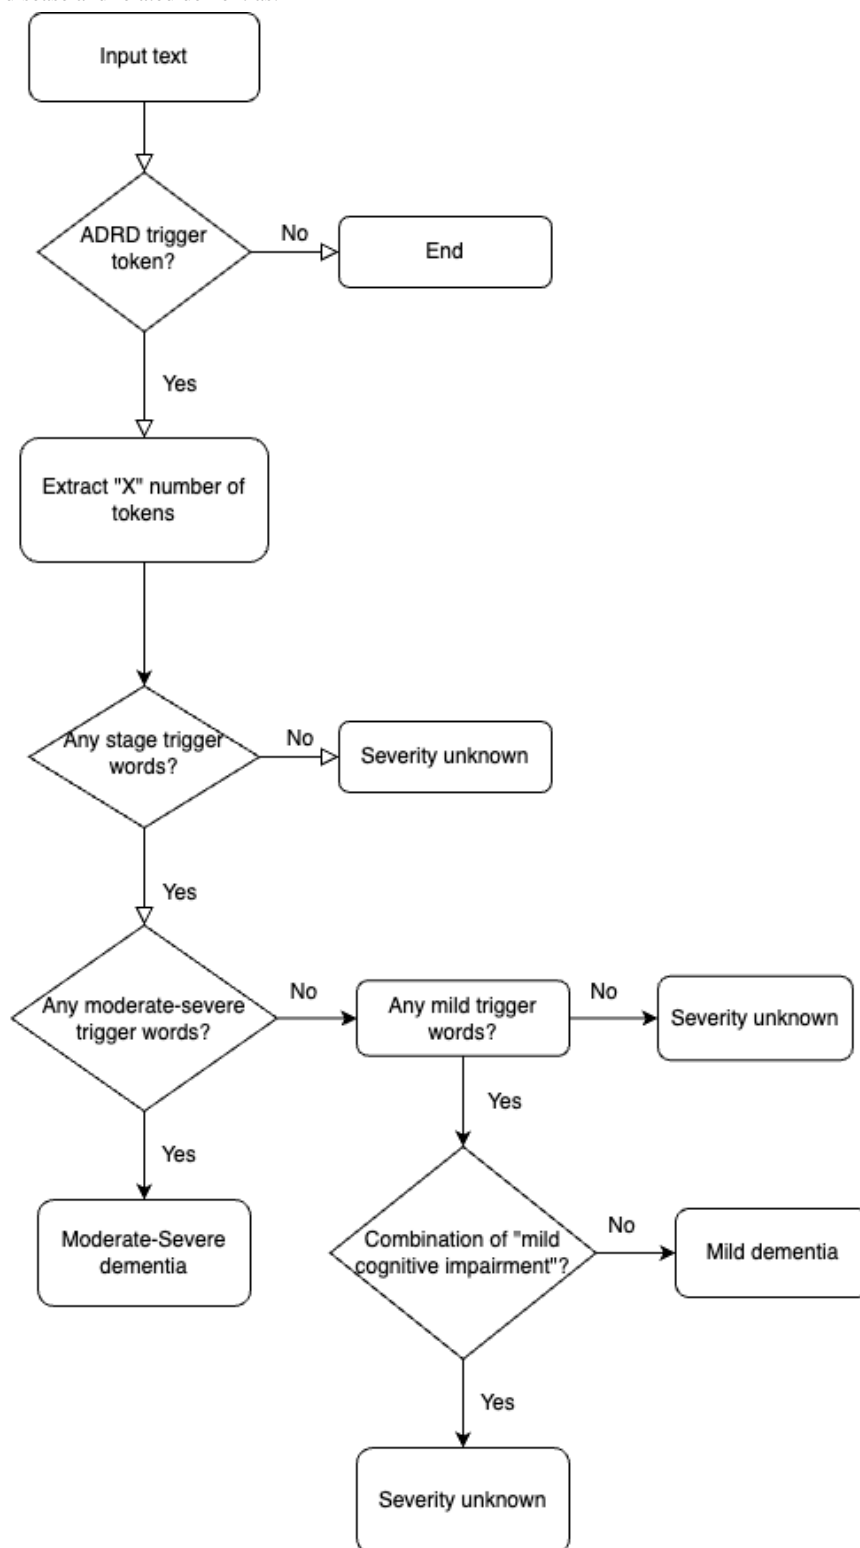 Input text
ADRD trigger
token?
No
End
Yes
Extract "X" number of
tokens
Any stage trigger
words?
No
Severity unknown
Yes
Any moderate-severe
trigger words?
No
Any mild trigger
words?
No
Severity unknown
Yes
Yes
Moderate-Severe
dementia
Combination of "mild
cognitive impairment"?
No
Mild dementia
Yes
Severity unknown